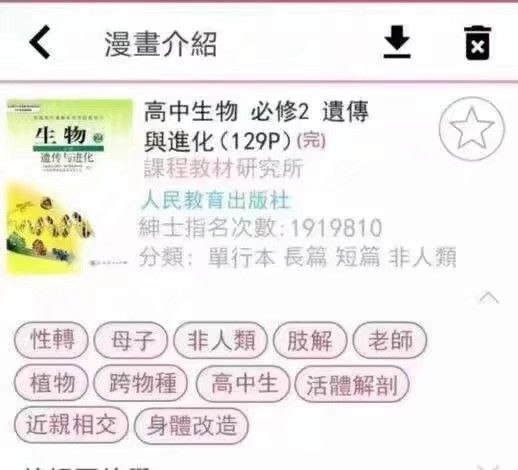 漫畫介紹
高中生物 必修2 遺傳
與進化(129P)(完)
課程教材研究所
人民教育出版社
紳士指名次數:1919810
分類: 單行本 長篇 短篇 非人類
生物 2
遗传与进化
性轉 母子 非人類 肢解 老師
植物 跨物種 高中生 活體解剖
近親相交 身體改造